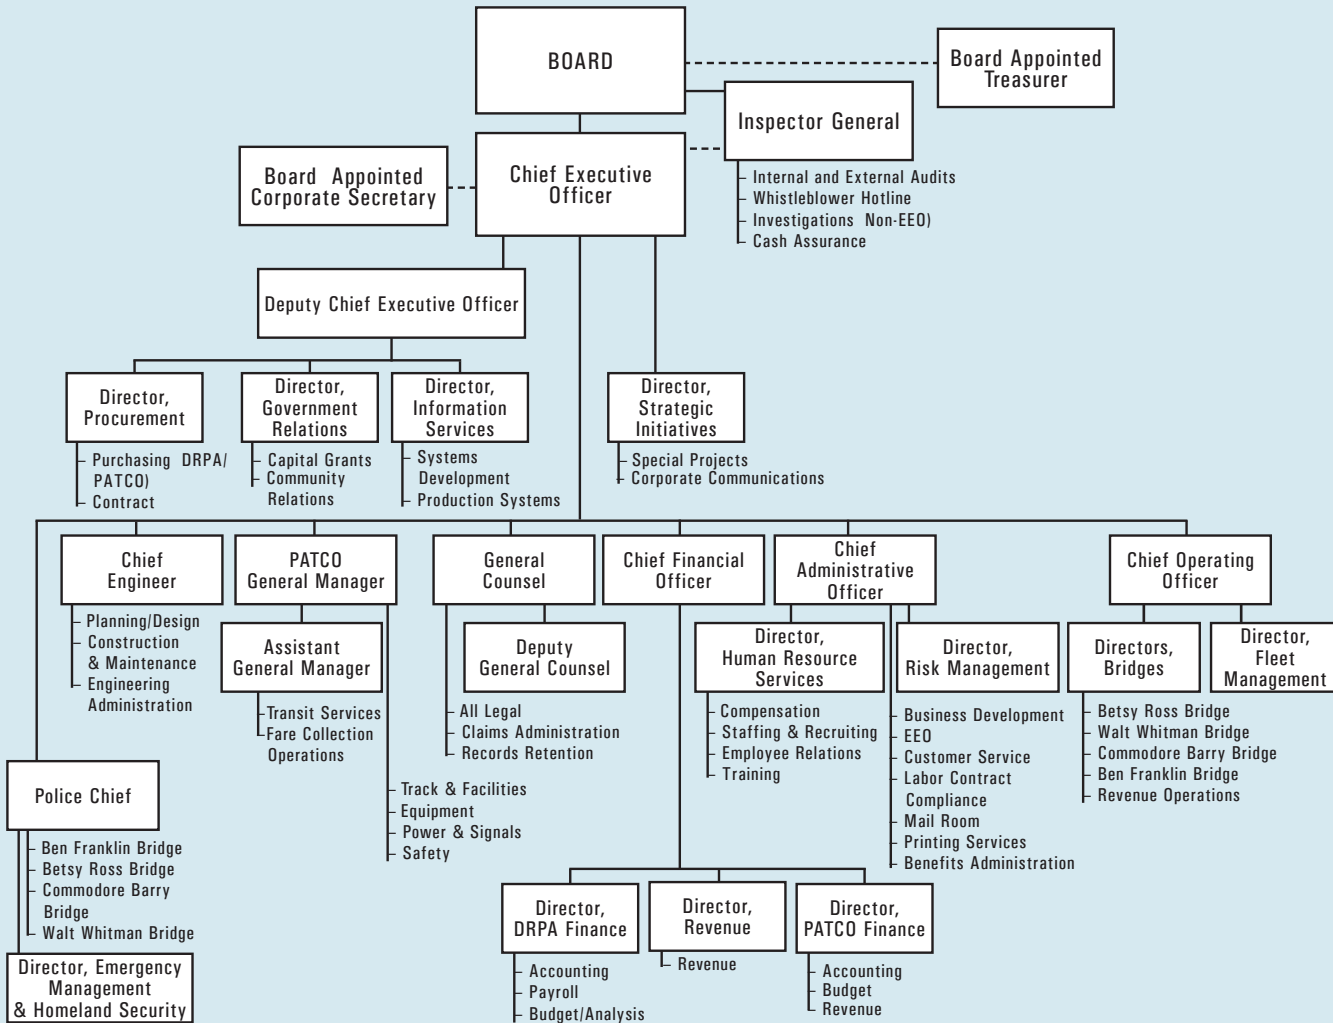 BOARD
Board Appointed
Treasurer
Inspector General
– Internal and External Audits
– Whistleblower Hotline
– Investigations Non-EEO)
– Cash Assurance
Board Appointed
Corporate Secretary
Chief Executive
Officer
Deputy Chief Executive Officer
Director,
Procurement
– Purchasing DRPA/
PATCO)
– Contract
Director,
Government
Relations
– Capital Grants
– Community
Relations
Director,
Information
Services
– Systems
Development
– Production Systems
Director,
Strategic
Initiatives
– Special Projects
– Corporate Communications
Chief
Engineer
– Planning/Design
– Construction
& Maintenance
– Engineering
Administration
PATCO
General Manager
Assistant
General Manager
– Transit Services
– Fare Collection
Operations
– Track & Facilities
– Equipment
– Power & Signals
– Safety
General
Counsel
Deputy
General Counsel
– All Legal
– Claims Administration
– Records Retention
Chief Financial
Officer
Chief
Administrative
Officer
Director,
Human Resource
Services
– Compensation
– Staffing & Recruiting
– Employee Relations
– Training
Director,
Risk Management
– Business Development
– EEO
– Customer Service
– Labor Contract
Compliance
– Mail Room
– Printing Services
– Benefits Administration
Chief Operating
Officer
Directors,
Bridges
– Betsy Ross Bridge
– Walt Whitman Bridge
– Commodore Barry Bridge
– Ben Franklin Bridge
– Revenue Operations
Director,
Fleet
Management
Police Chief
– Ben Franklin Bridge
– Betsy Ross Bridge
– Commodore Barry
Bridge
– Walt Whitman Bridge
Director, Emergency
Management
& Homeland Security
Director,
DRPA Finance
– Accounting
– Payroll
– Budget/Analysis
Director,
Revenue
– Revenue
Director,
PATCO Finance
– Accounting
– Budget
– Revenue